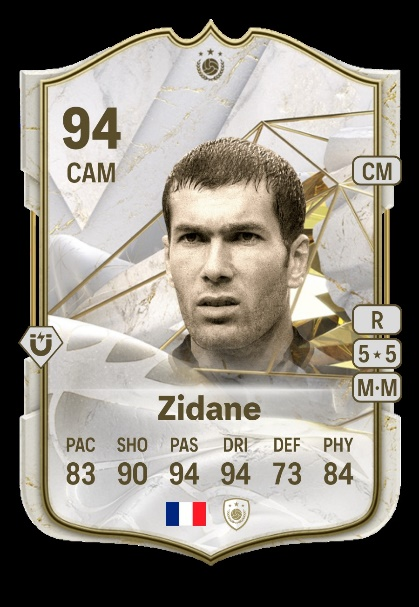 94
CAM
CM
R
5★5
M·M
Zidane
PAC SHO PAS DRI DEF PHY
83 90 94 94 73 84